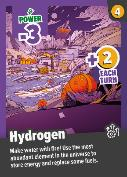 4
POWER
-3
+2
EACH
TURN
Hydrogen
Make water with fire! Use the most
abundant element in the universe to
store energy and replace some fuels.